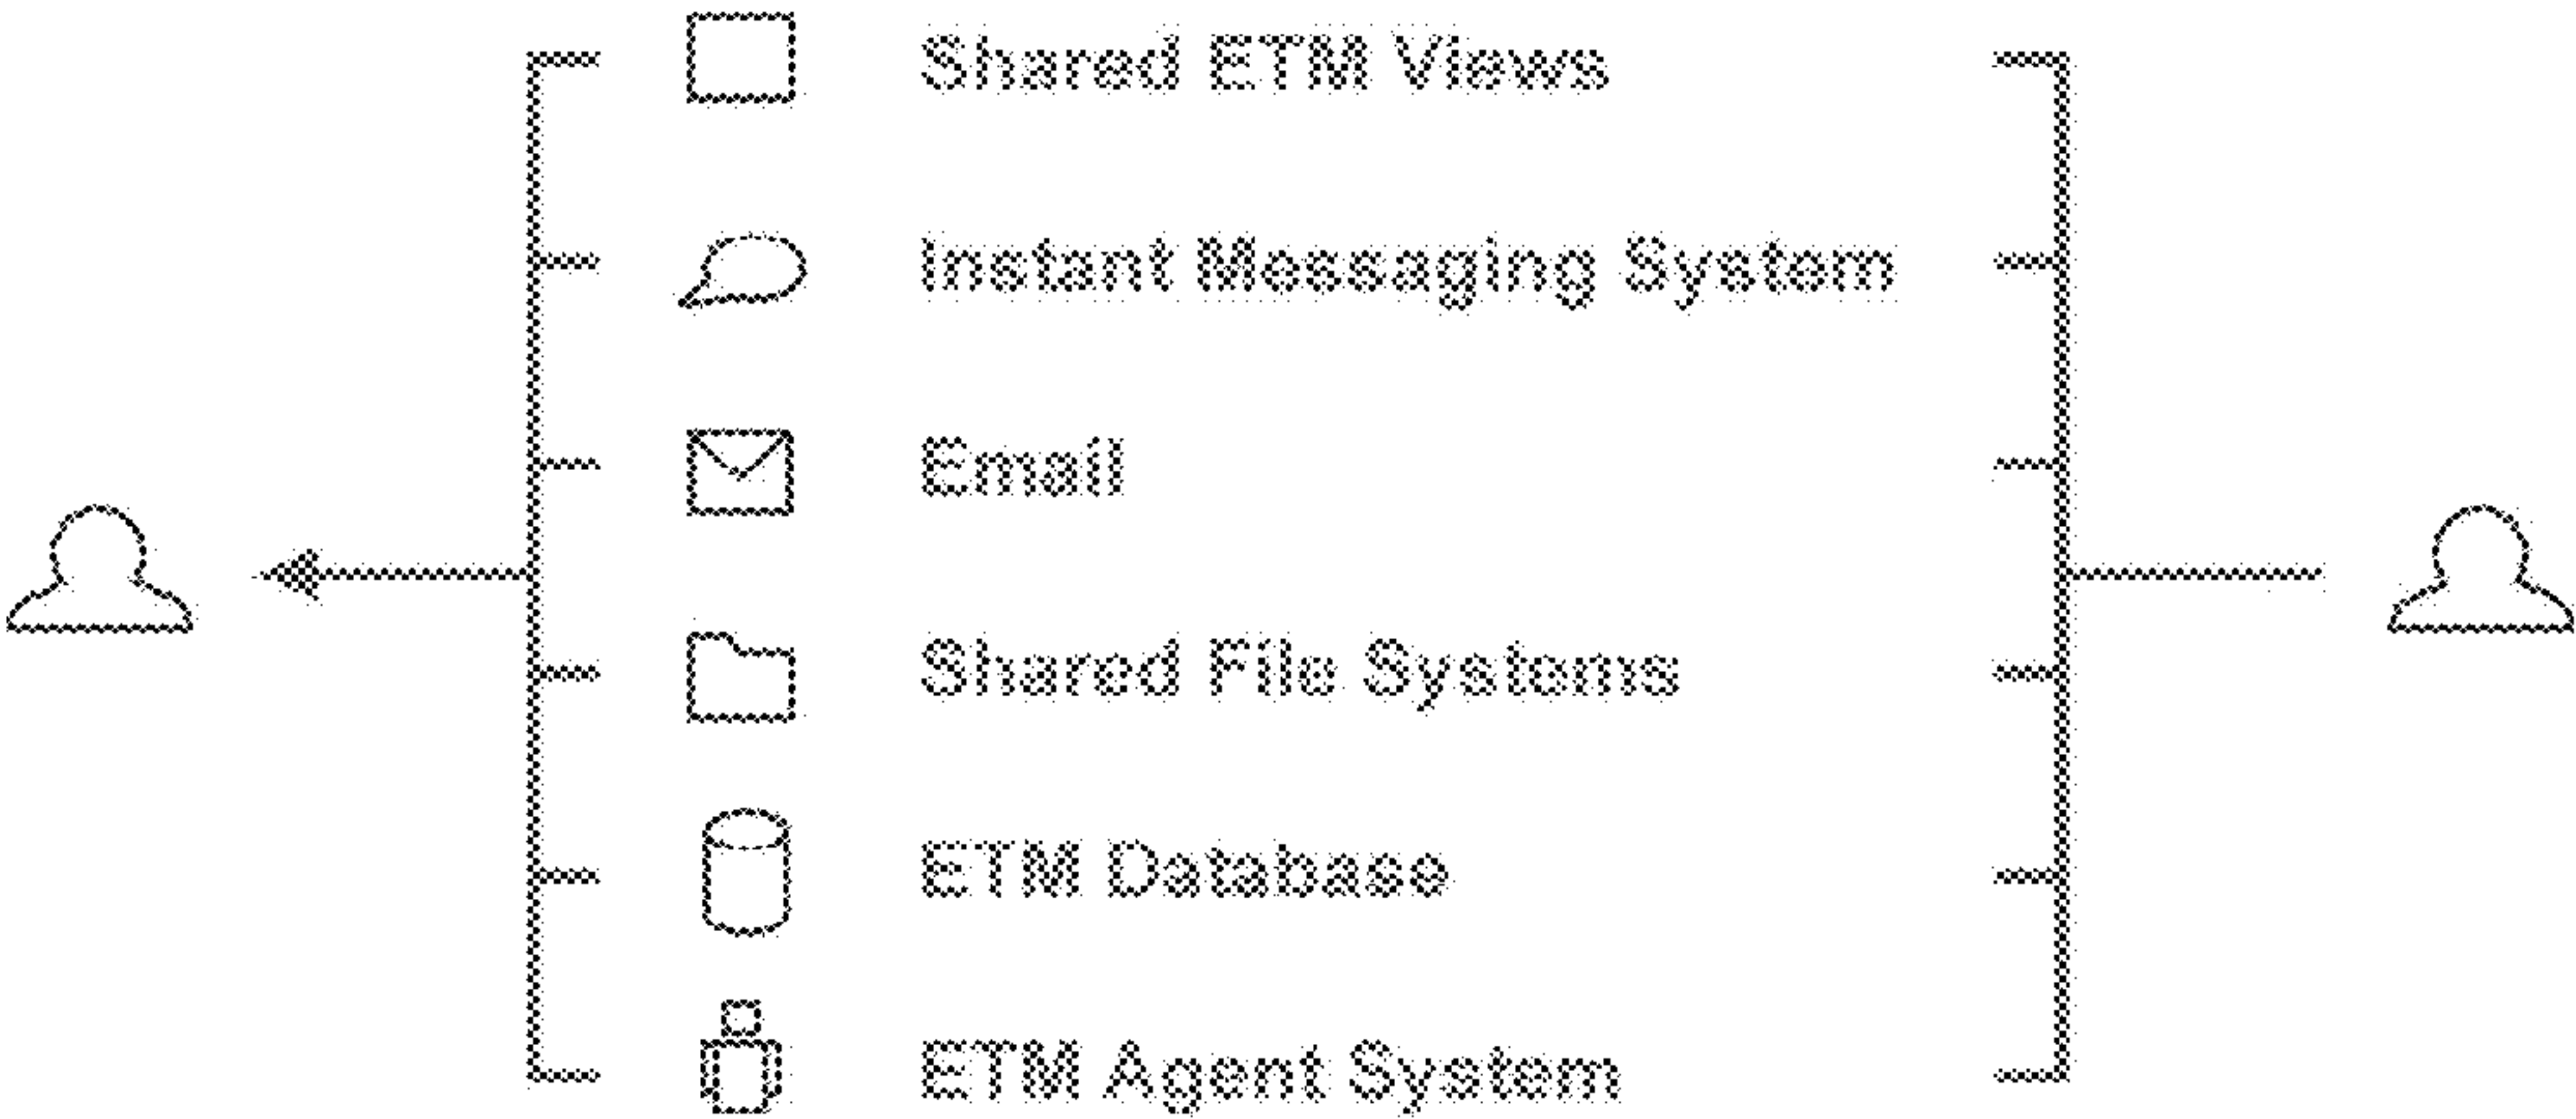 Shared ETM Views
Instant Messaging System
Email
Shared File Systems
ETM Database
ETM Agent System